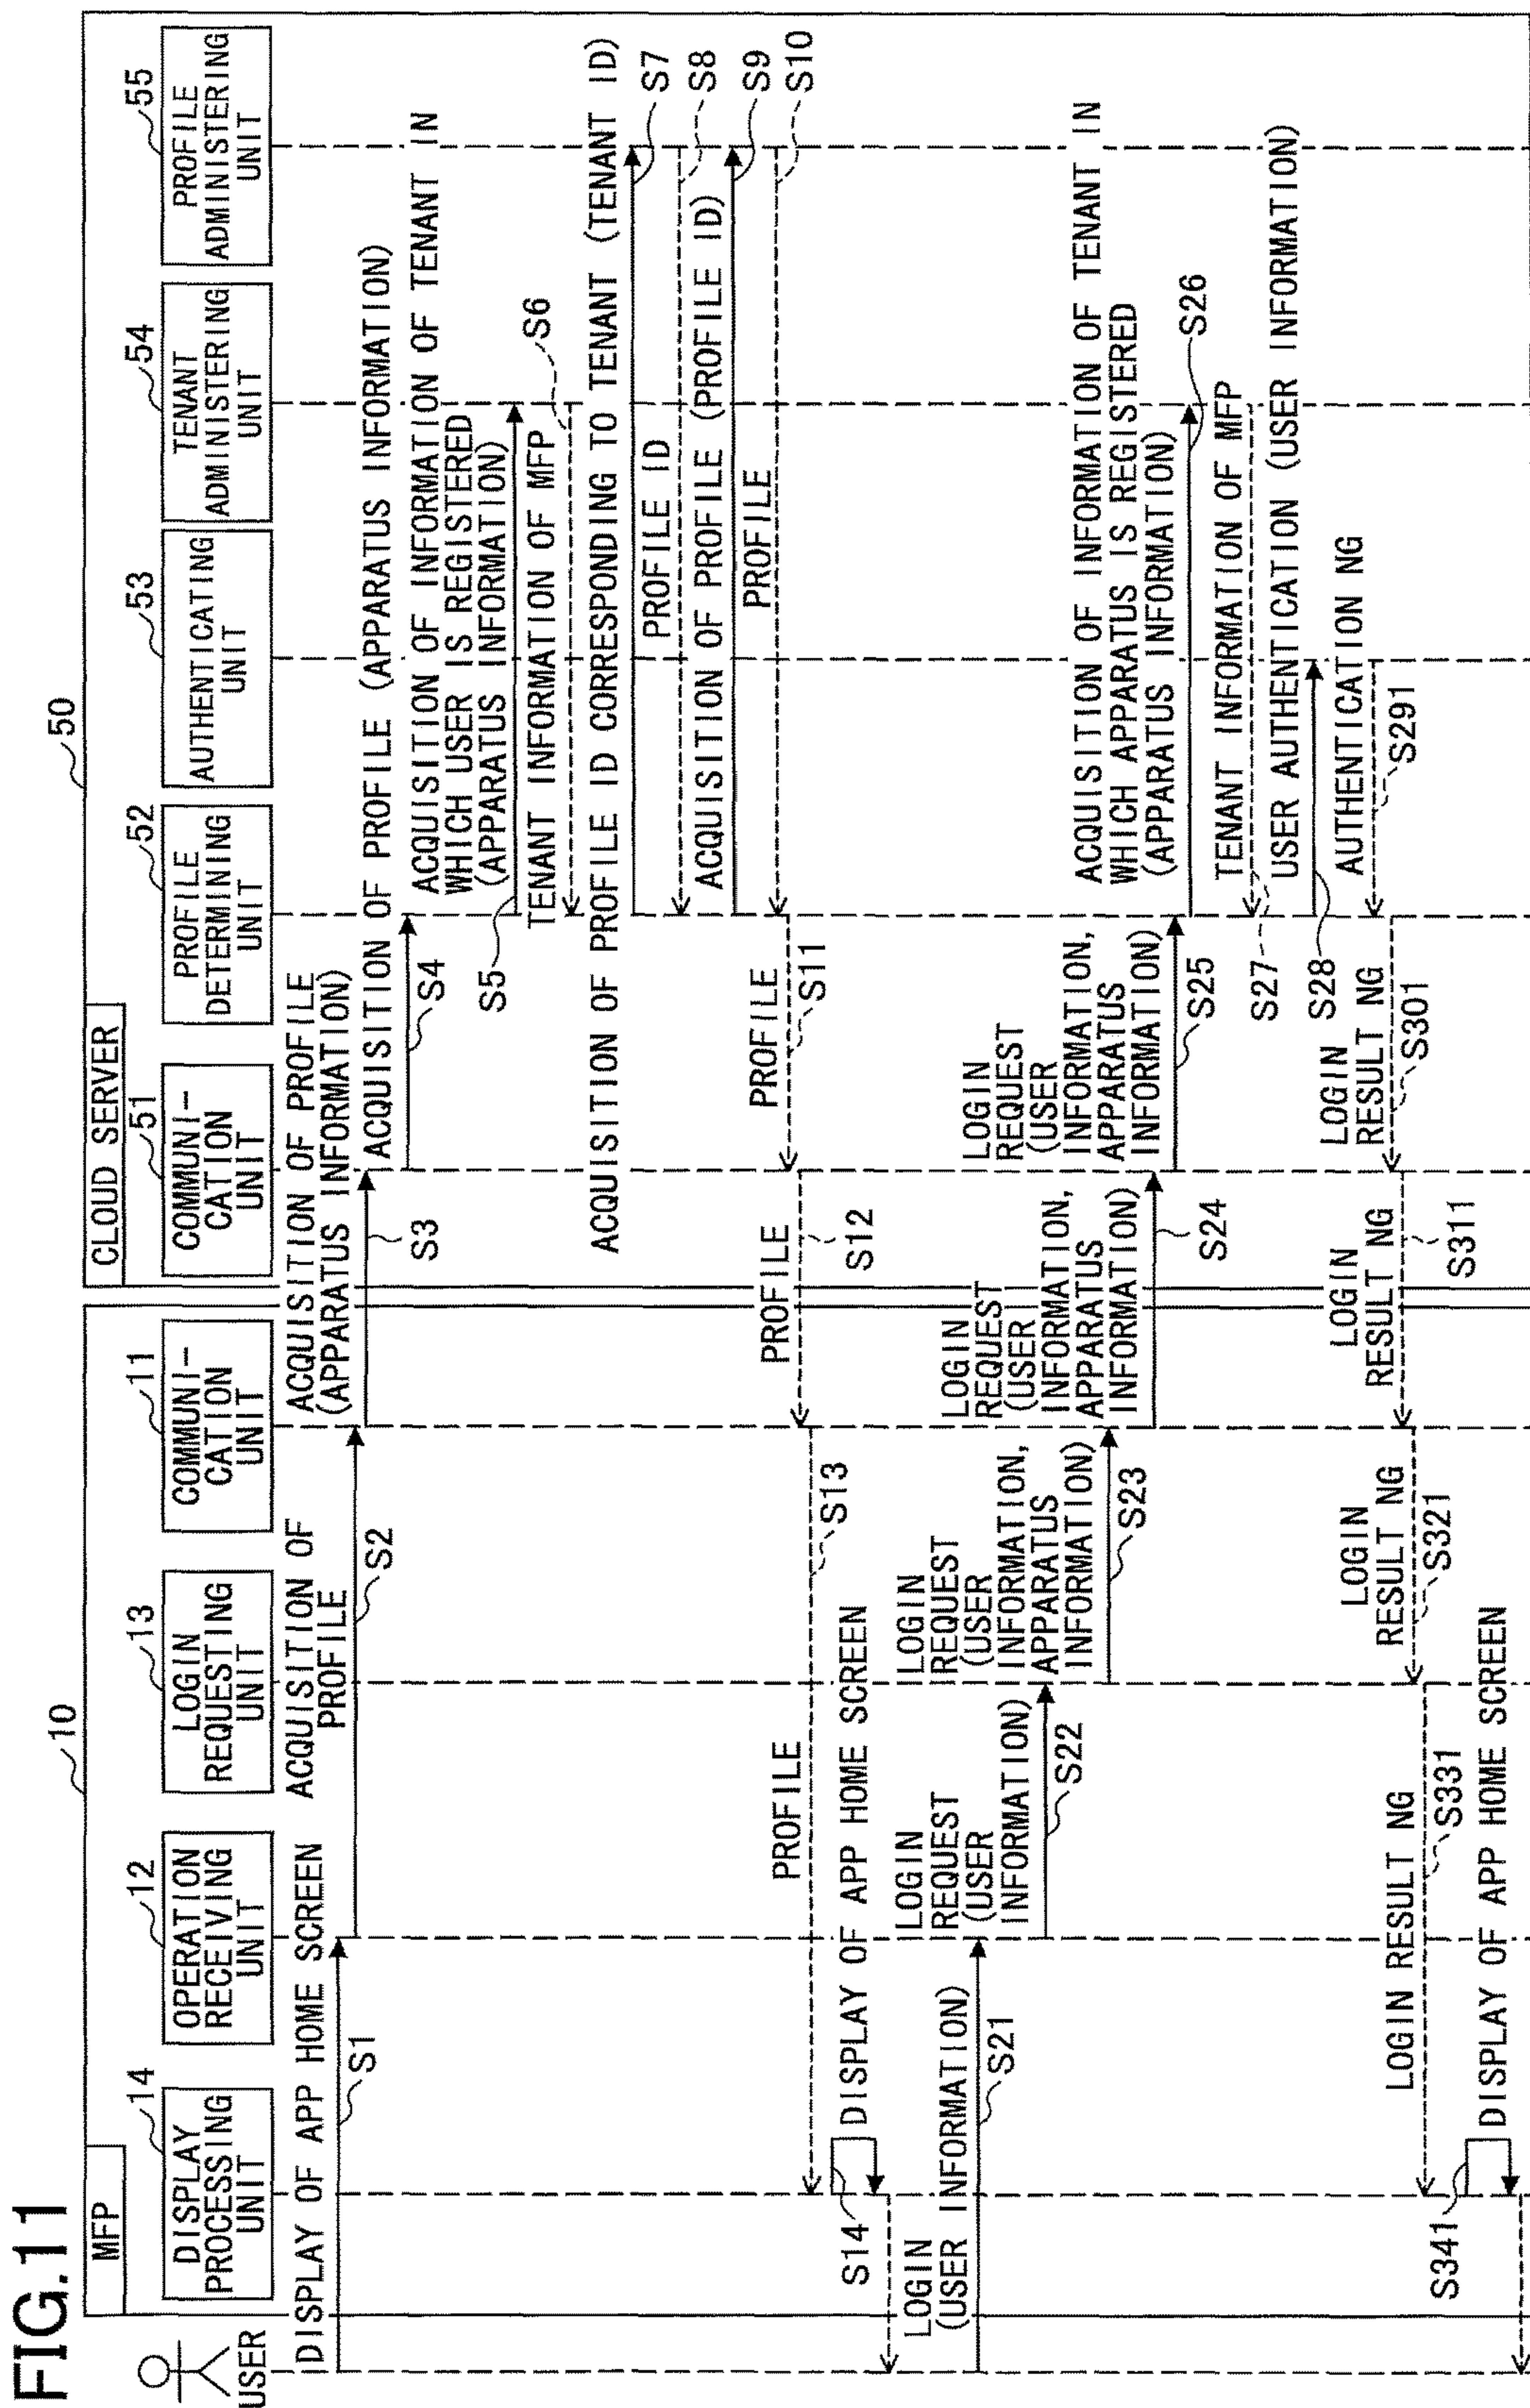 FIG.11
10
50
MFP
CLOUD SERVER
USER
14
DISPLAY
PROCESSING
UNIT
12
OPERATION
RECEIVING
UNIT
13
LOGIN
REQUESTING
UNIT
11
COMMUNI-
CATION
UNIT
51
COMMUNI-
CATION
UNIT
52
PROFILE
DETERMINING
UNIT
53
AUTHENTICATING
UNIT
54
TENANT
ADMINISTERING
UNIT
55
PROFILE
ADMINISTERING
UNIT
DISPLAY OF APP HOME SCREEN
S1
ACQUISITION OF
PROFILE
S2
ACQUISITION OF PROFILE
(APPARATUS INFORMATION)
S3
ACQUISITION OF PROFILE (APPARATUS INFORMATION)
S4
ACQUISITION OF INFORMATION OF TENANT IN
WHICH USER IS REGISTERED
(APPARATUS INFORMATION)
S5
TENANT INFORMATION OF MFP
S6
ACQUISITION OF PROFILE ID CORRESPONDING TO TENANT (TENANT ID)
S7
PROFILE ID
S8
ACQUISITION OF PROFILE (PROFILE ID)
S9
PROFILE
S10
PROFILE
S11
PROFILE
S12
PROFILE
S13
DISPLAY OF APP HOME SCREEN
S14
LOGIN
(USER INFORMATION)
S21
LOGIN
REQUEST
(USER
INFORMATION)
S22
LOGIN
REQUEST
(USER
INFORMATION,
APPARATUS
INFORMATION)
S23
LOGIN
REQUEST
(USER
INFORMATION,
APPARATUS
INFORMATION)
S24
LOGIN
REQUEST
(USER
INFORMATION,
APPARATUS
INFORMATION)
S25
ACQUISITION OF INFORMATION OF TENANT IN
WHICH APPARATUS IS REGISTERED
(APPARATUS INFORMATION)
S26
TENANT INFORMATION OF MFP
S27
USER AUTHENTICATION (USER INFORMATION)
S28
AUTHENTICATION NG
S291
LOGIN
RESULT NG
S301
LOGIN
RESULT NG
S311
LOGIN
RESULT NG
S321
LOGIN RESULT NG
S331
DISPLAY OF APP HOME SCREEN
S341